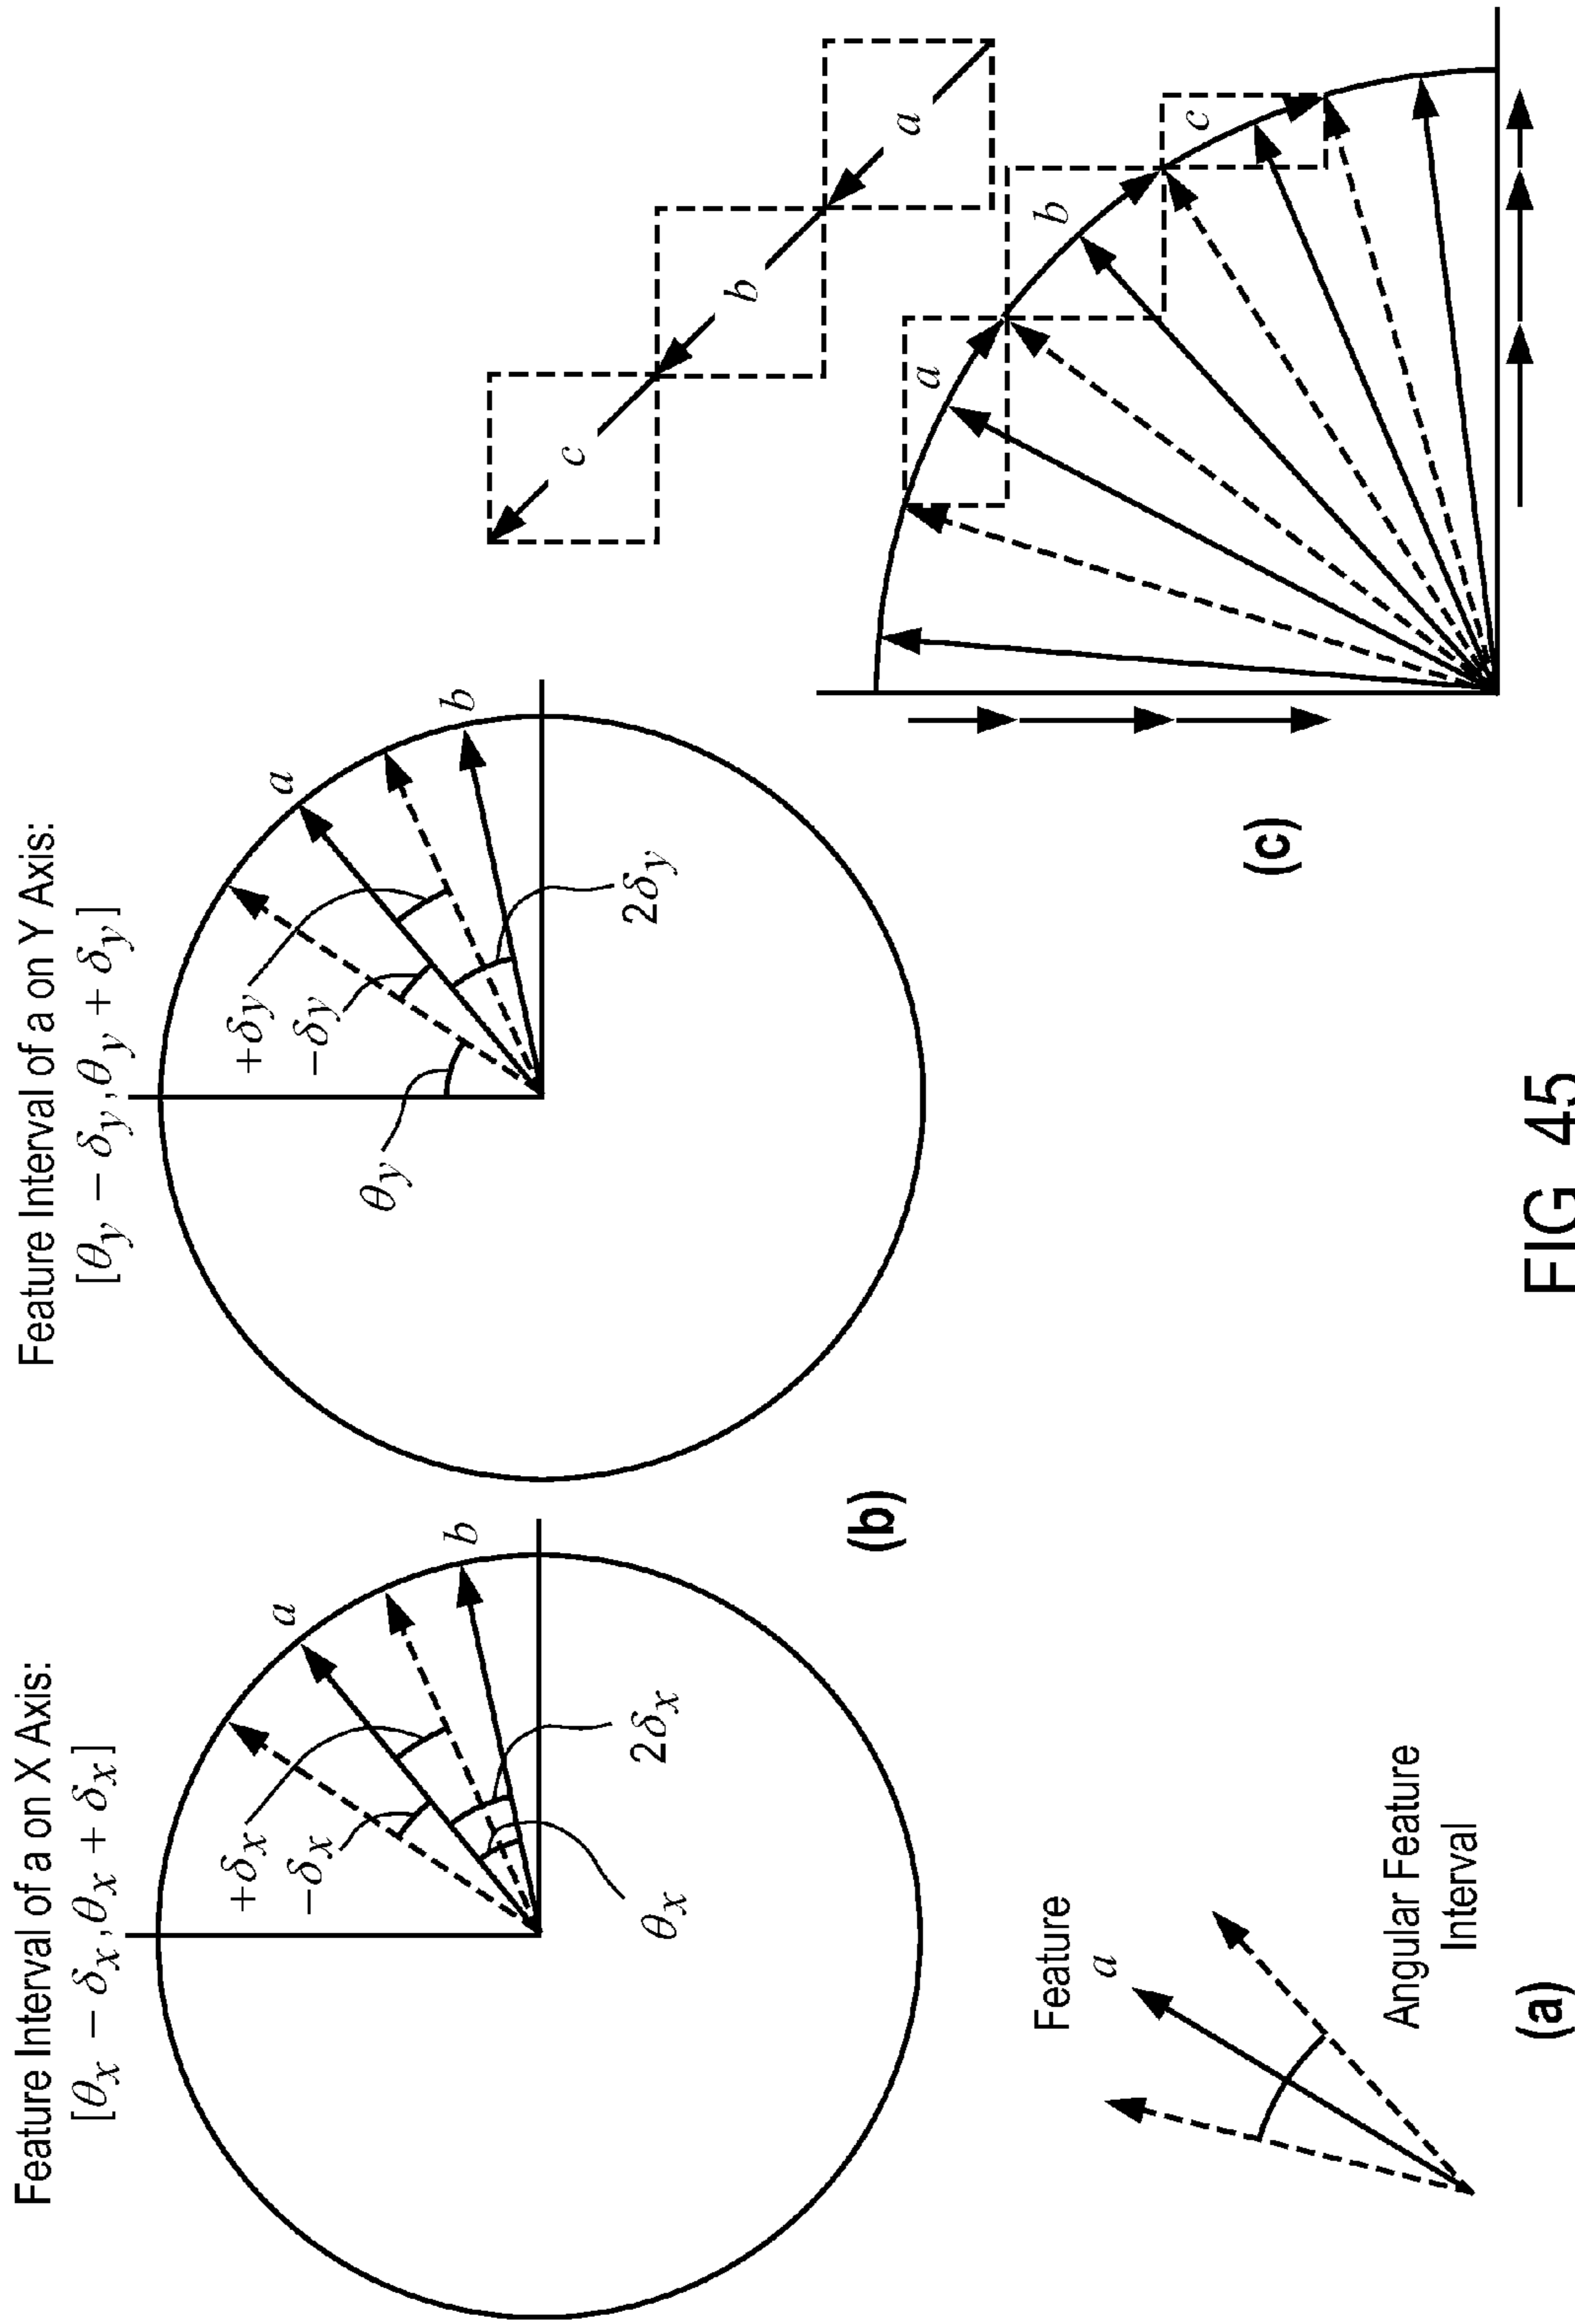 Feature Interval of a on X Axis:
[θx − δx, θx + δx]
+δx
−δx
a
b
2δx
θx
Feature Interval of a on Y Axis:
[θy − δy, θy + δy]
+δy
−δy
θy
a
b
2δy
(b)
Feature
a
Angular Feature
Interval
(a)
c
b
a
a
b
c
(c)
FIG 45